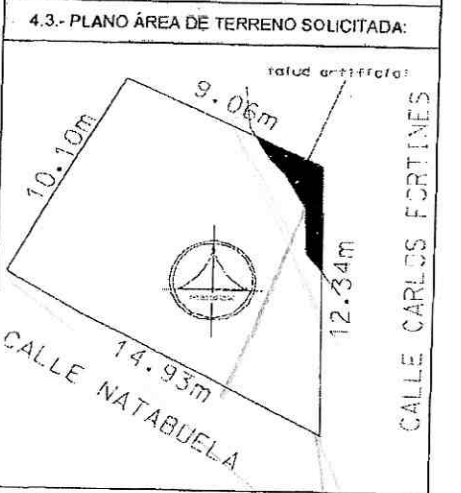 4.3.- PLANO ÁREA DE TERRENO SOLICITADA:
talud artificial
9.06m
10.10m
12.34m
CALLE CARLOS FORTINES
14.93m
CALLE NATABUELA